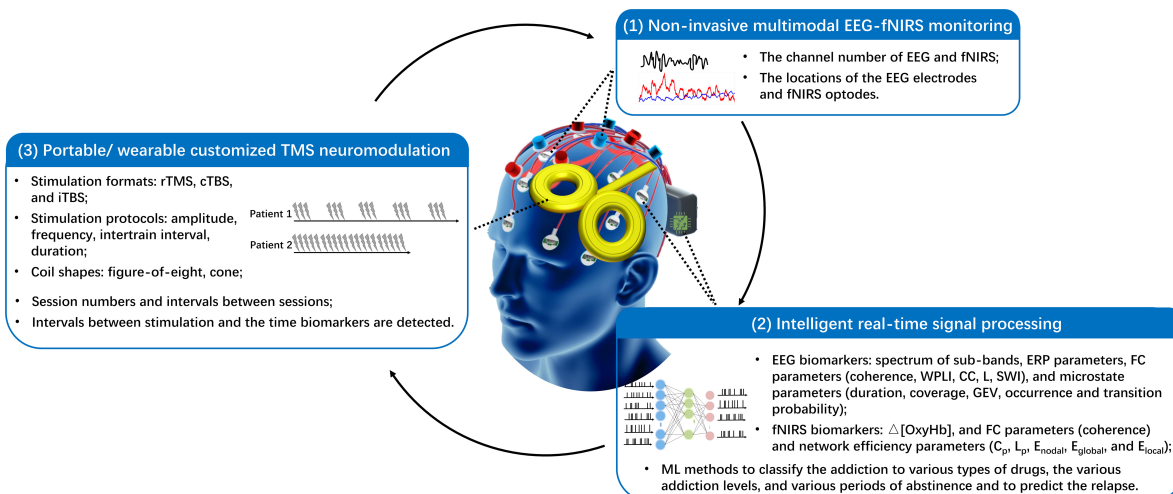 (1) Non-invasive multimodal EEG-fNIRS monitoring
• The channel number of EEG and fNIRS;
• The locations of the EEG electrodes
and fNIRS optodes.
(3) Portable/ wearable customized TMS neuromodulation
• Stimulation formats: rTMS, cTBS,
and iTBS;
• Stimulation protocols: amplitude,
frequency, intertrain interval,
duration;
• Coil shapes: figure-of-eight, cone;
• Session numbers and intervals between sessions;
• Intervals between stimulation and the time biomarkers are detected.
Patient 1
Patient 2
(2) Intelligent real-time signal processing
• EEG biomarkers: spectrum of sub-bands, ERP parameters, FC
parameters (coherence, WPLI, CC, L, SWI), and microstate
parameters (duration, coverage, GEV, occurrence and transition
probability);
• fNIRS biomarkers: △[OxyHb], and FC parameters (coherence)
and network efficiency parameters (Cp, Lp, Enodal, Eglobal, and Elocal);
• ML methods to classify the addiction to various types of drugs, the various
addiction levels, and various periods of abstinence and to predict the relapse.